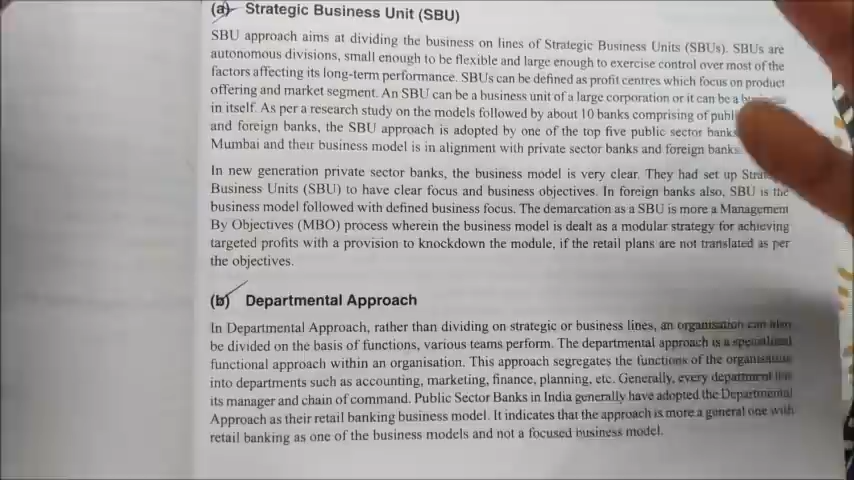 (a) Strategic Business Unit (SBU)
SBU approach aims at dividing the business on lines of Strategic Business Units (SBUs). SBUs are
autonomous divisions, small enough to be flexible and large enough to exercise control over most of the
factors affecting its long-term performance. SBUs can be defined as profit centres which focus on product
offering and market segment. An SBU can be a business unit of a large corporation or it can be a
in itself. As per a research study on the models followed by about 10 banks comprising of
and foreign banks, the SBU approach is adopted by one of the top five public sector banks
Mumbai and their business model is in alignment with private sector banks and foreign banks.
In new generation private sector banks, the business model is very clear. They had set up
Business Units (SBU) to have clear focus and business objectives. In foreign banks also, SBU is the
business model followed with defined business focus. The demarcation as a SBU is more a Management
By Objectives (MBO) process wherein the business model is dealt as a modular strategy for achieving
targeted profits with a provision to knockdown the module, if the retail plans are not translated as per
the objectives.
(b) Departmental Approach
In Departmental Approach, rather than dividing on strategic or business lines, an organisation can also
be divided on the basis of functions, various teams perform. The departmental approach is a specialised
functional approach within an organisation. This approach segregates the functions of the organisation
into departments such as accounting, marketing, finance, planning, etc. Generally, every department has
its manager and chain of command. Public Sector Banks in India generally have adopted the Departmental
Approach as their retail banking business model. It indicates that the approach is more a general one with
retail banking as one of the business models and not a focused business model.